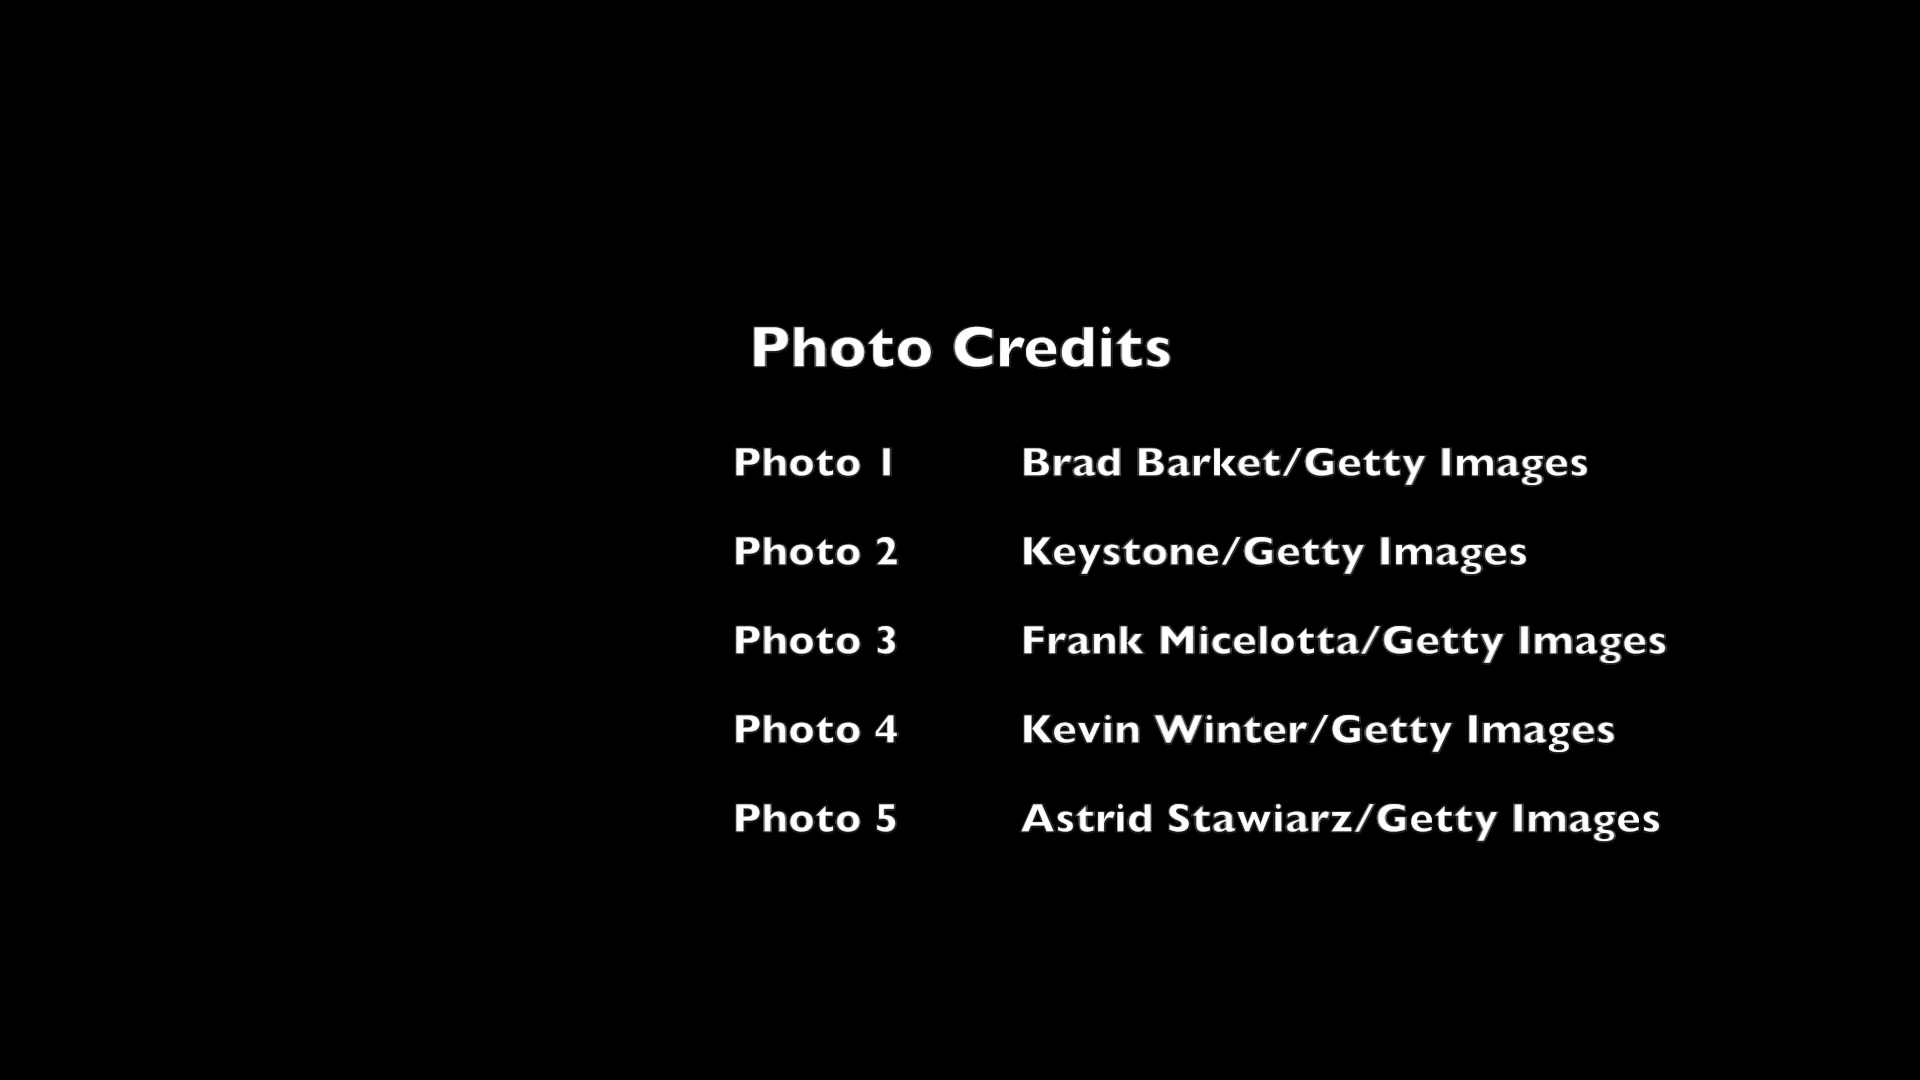 Photo Credits
Photo 1 Brad Barket/Getty Images
Photo 2 Keystone/Getty Images
Photo 3 Frank Micelotta/Getty Images
Photo 4 Kevin Winter/Getty Images
Photo 5 Astrid Stawiarz/Getty Images